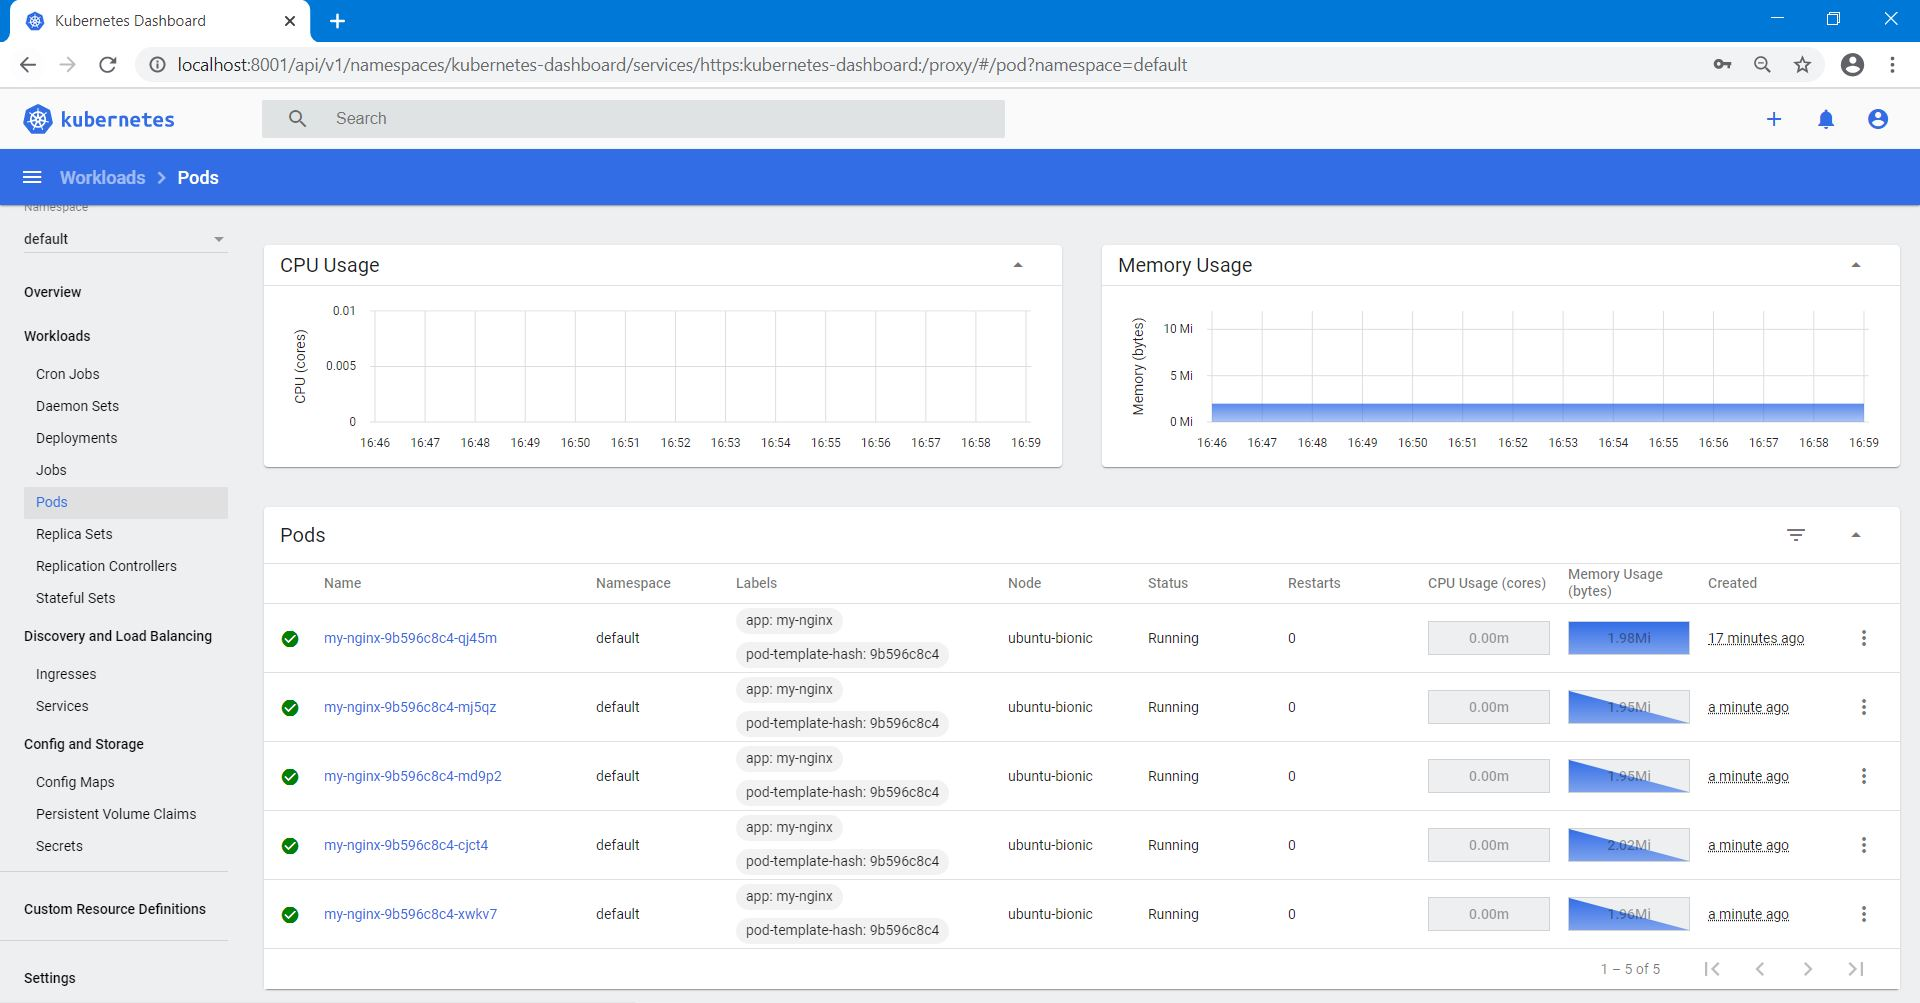 Kubernetes Dashboard
localhost:8001/api/v1/namespaces/kubernetes-dashboard/services/https:kubernetes-dashboard:/proxy/#/pod?namespace=default
kubernetes
Search
Workloads > Pods
Namespace
default
Overview
Workloads
Cron Jobs
Daemon Sets
Deployments
Jobs
Pods
Replica Sets
Replication Controllers
Stateful Sets
Discovery and Load Balancing
Ingresses
Services
Config and Storage
Config Maps
Persistent Volume Claims
Secrets
Custom Resource Definitions
Settings
CPU Usage
CPU (cores)
0.01
0.005
0
16:46 16:47 16:48 16:49 16:50 16:51 16:52 16:53 16:54 16:55 16:56 16:57 16:58 16:59
Memory Usage
Memory (bytes)
10 Mi
5 Mi
0 Mi
16:46 16:47 16:48 16:49 16:50 16:51 16:52 16:53 16:54 16:55 16:56 16:57 16:58 16:59
Pods
Name Namespace Labels Node Status Restarts CPU Usage (cores) Memory Usage (bytes) Created
app: my-nginx
my-nginx-9b596c8c4-qj45m default ubuntu-bionic Running 0 0.00m 1.98Mi 17 minutes ago
pod-template-hash: 9b596c8c4
app: my-nginx
my-nginx-9b596c8c4-mj5qz default ubuntu-bionic Running 0 0.00m 1.95Mi a minute ago
pod-template-hash: 9b596c8c4
app: my-nginx
my-nginx-9b596c8c4-md9p2 default ubuntu-bionic Running 0 0.00m 1.95Mi a minute ago
pod-template-hash: 9b596c8c4
app: my-nginx
my-nginx-9b596c8c4-cjct4 default ubuntu-bionic Running 0 0.00m 2.02Mi a minute ago
pod-template-hash: 9b596c8c4
app: my-nginx
my-nginx-9b596c8c4-xwkv7 default ubuntu-bionic Running 0 0.00m 1.96Mi a minute ago
pod-template-hash: 9b596c8c4
1 – 5 of 5